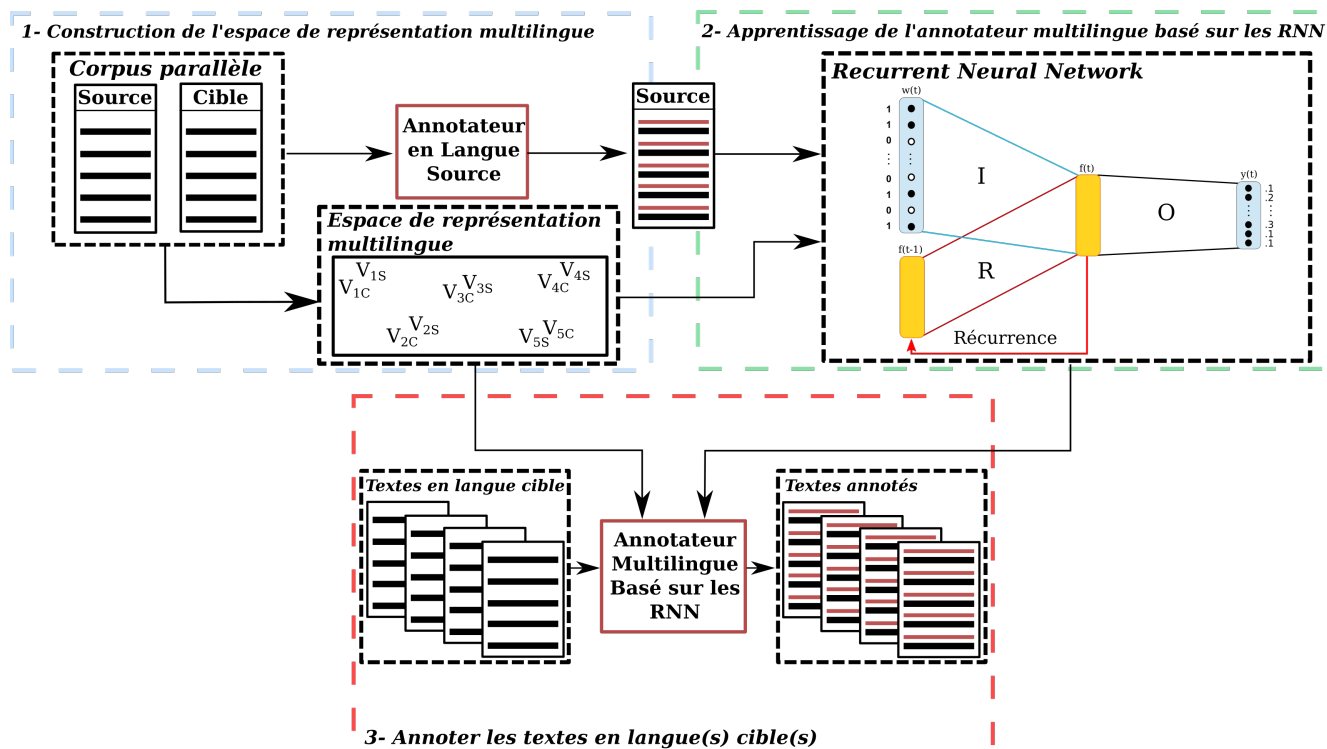 1- Construction de l'espace de représentation multilingue
Corpus parallèle
Source
Cible
Annotateur
en Langue
Source
Source
Espace de représentation
multilingue
V1S
V1C
V3S
V3C
V4S
V4C
V2S
V2C
V5C
V5S
2- Apprentissage de l'annotateur multilingue basé sur les RNN
Recurrent Neural Network
w(t)
1
1
0
⋮ ⋮
0
1
0
1
I
f(t)
y(t)
.1
.2
⋮ ⋮
.3
.1
.1
O
f(t-1)
R
Récurrence
Textes en langue cible
Annotateur
Multilingue
Basé sur les
RNN
Textes annotés
3- Annoter les textes en langue(s) cible(s)